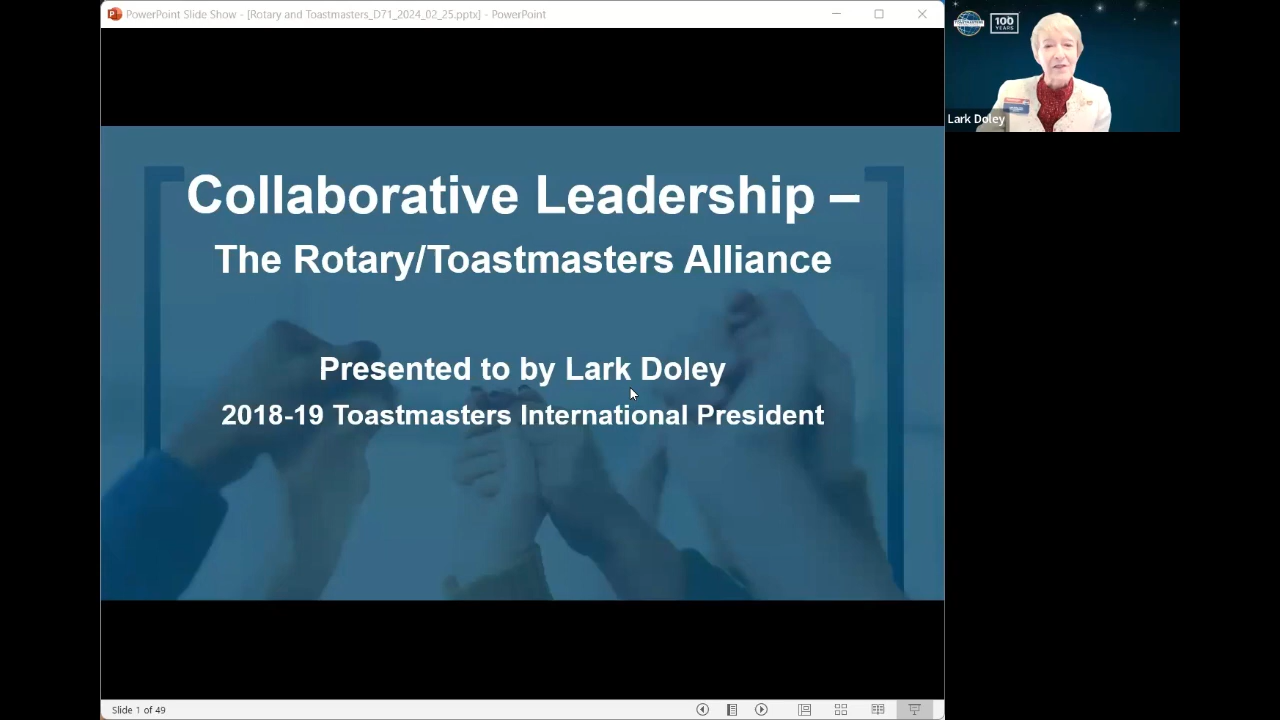 PowerPoint Slide Show - [Rotary and Toastmasters_D71_2024_02_25.pptx] - PowerPoint
Collaborative Leadership –
The Rotary/Toastmasters Alliance
Presented to by Lark Doley
2018-19 Toastmasters International President
Slide 1 of 49
TOASTMASTERS
100
YEARS
Lark Doley